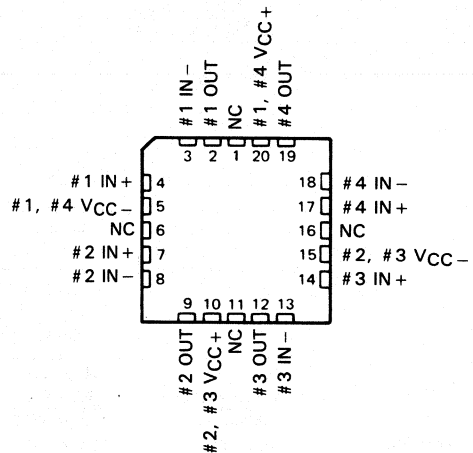 #1 IN-
#1 OUT
NC
#1, #4 VCC+
#4 OUT
3 2 1 20 19
#1 IN+ 4
#1, #4 VCC- 5
NC 6
#2 IN+ 7
#2 IN- 8
18 #4 IN-
17 #4 IN+
16 NC
15 #2, #3 VCC-
14 #3 IN+
9 10 11 12 13
#2 OUT
#2, #3 VCC+
NC
#3 OUT
#3 IN-